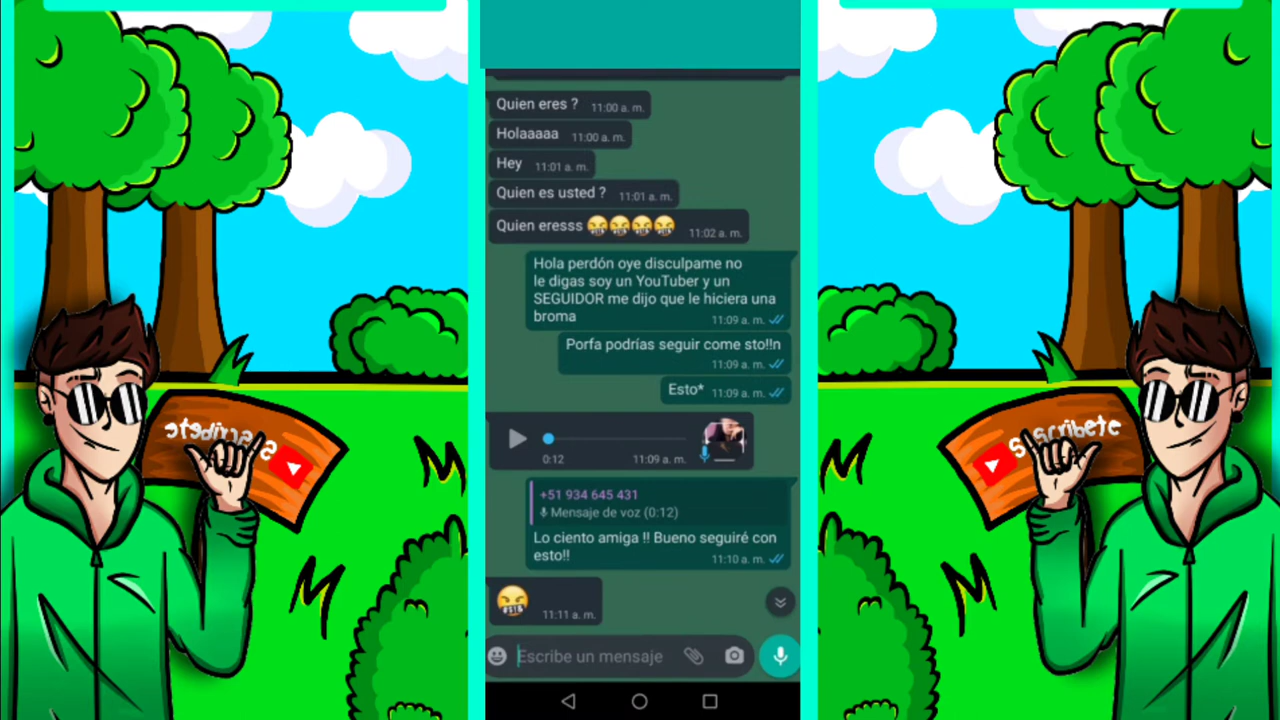 Quien eres ? 11:00 a. m.
Holaaaaa 11:00 a. m.
Hey 11:01 a. m.
Quien es usted ? 11:01 a. m.
Quien eresss 🤬🤬🤬🤬 11:02 a. m.
Hola perdón oye disculpame no
le digas soy un YouTuber y un
SEGUIDOR me dijo que le hiciera una
broma 11:09 a. m.
Porfa podrías seguir come sto!!n
11:09 a. m.
Esto* 11:09 a. m.
0:12 11:09 a. m.
+51 934 645 431
Mensaje de voz (0:12)
Lo ciento amiga !! Bueno seguiré con
esto!! 11:10 a. m.
🤬 11:11 a. m.
Escribe un mensaje
suscribete
suscribete